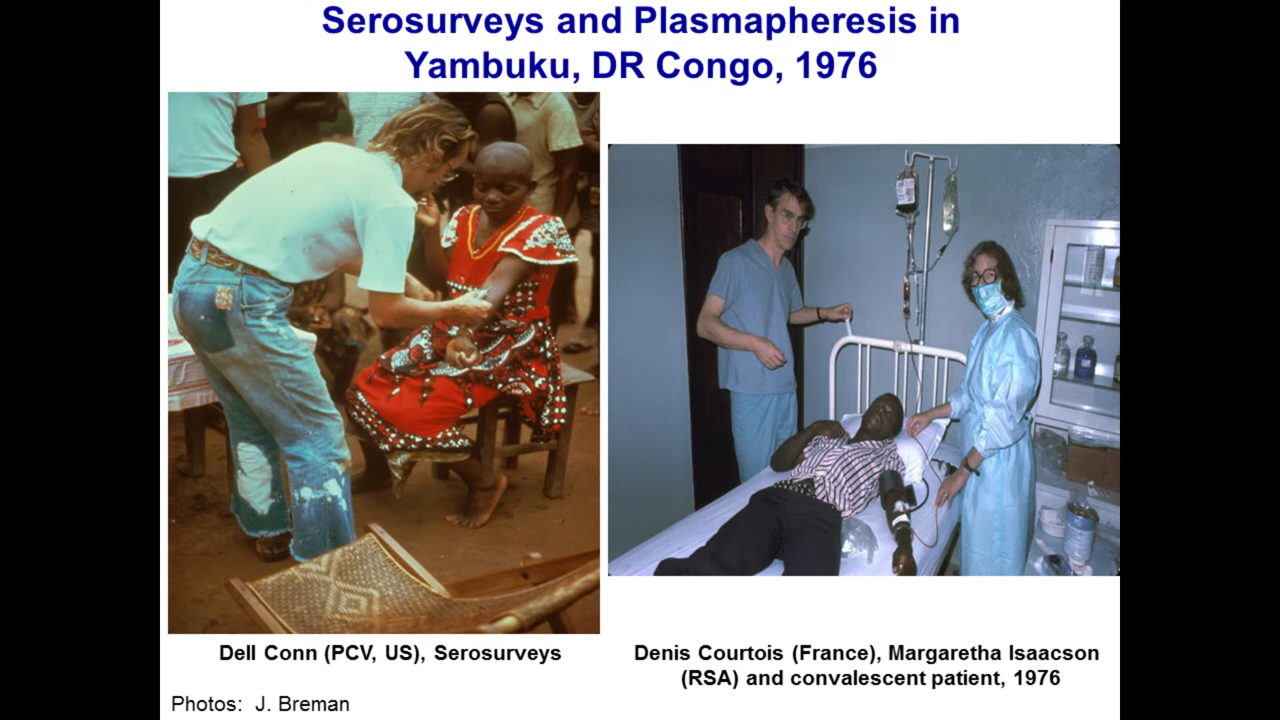 Serosurveys and Plasmapheresis in
Yambuku, DR Congo, 1976
Dell Conn (PCV, US), Serosurveys
Denis Courtois (France), Margaretha Isaacson
(RSA) and convalescent patient, 1976
Photos:  J. Breman